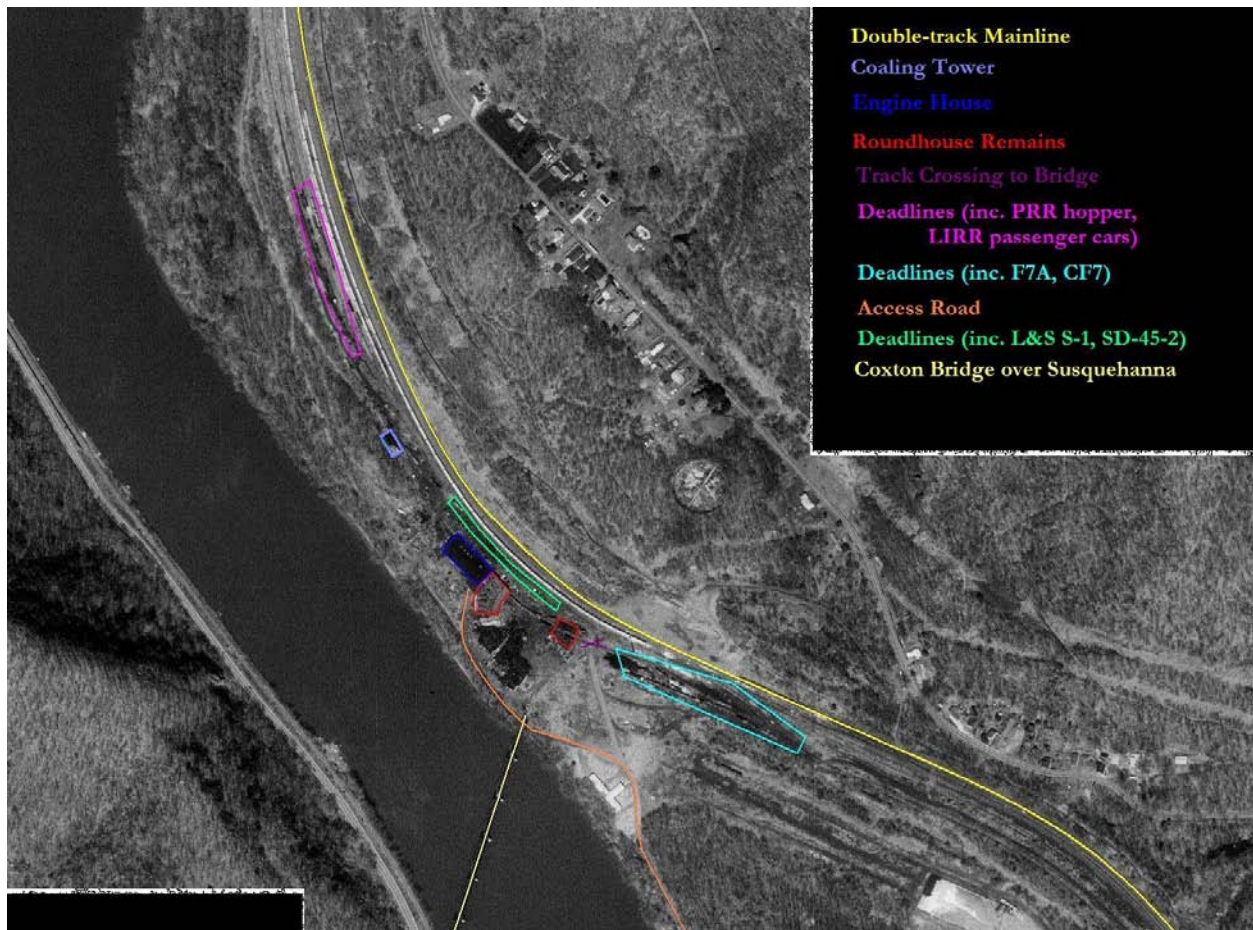 Double-track Mainline
Coaling Tower
Engine House
Roundhouse Remains
Track Crossing to Bridge
Deadlines (inc. PRR hopper,
LIRR passenger cars)
Deadlines (inc. F7A, CF7)
Access Road
Deadlines (inc. L&S S-1, SD-45-2)
Coxton Bridge over Susquehanna